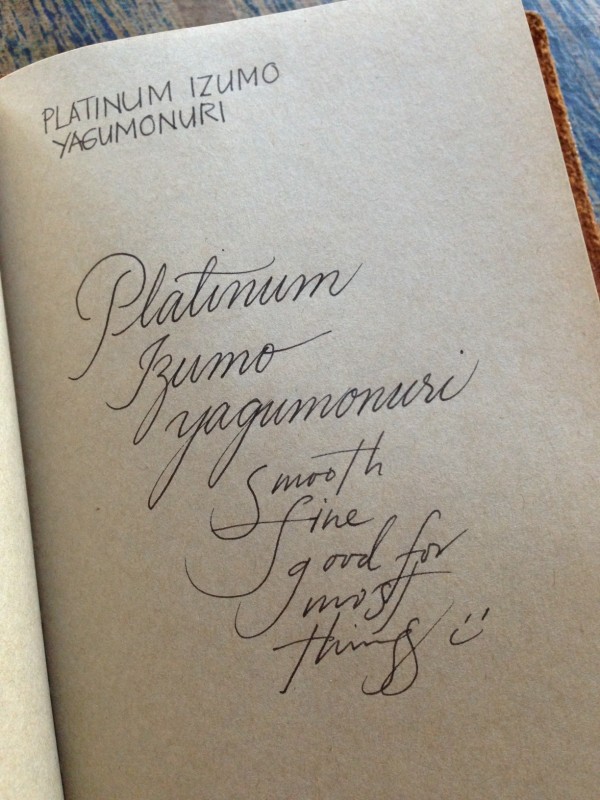 PLATINUM IZUMO
YAGUMONURI
Platinum
Izumo
yagumonuri
Smooth
fine
good for
most
things :)